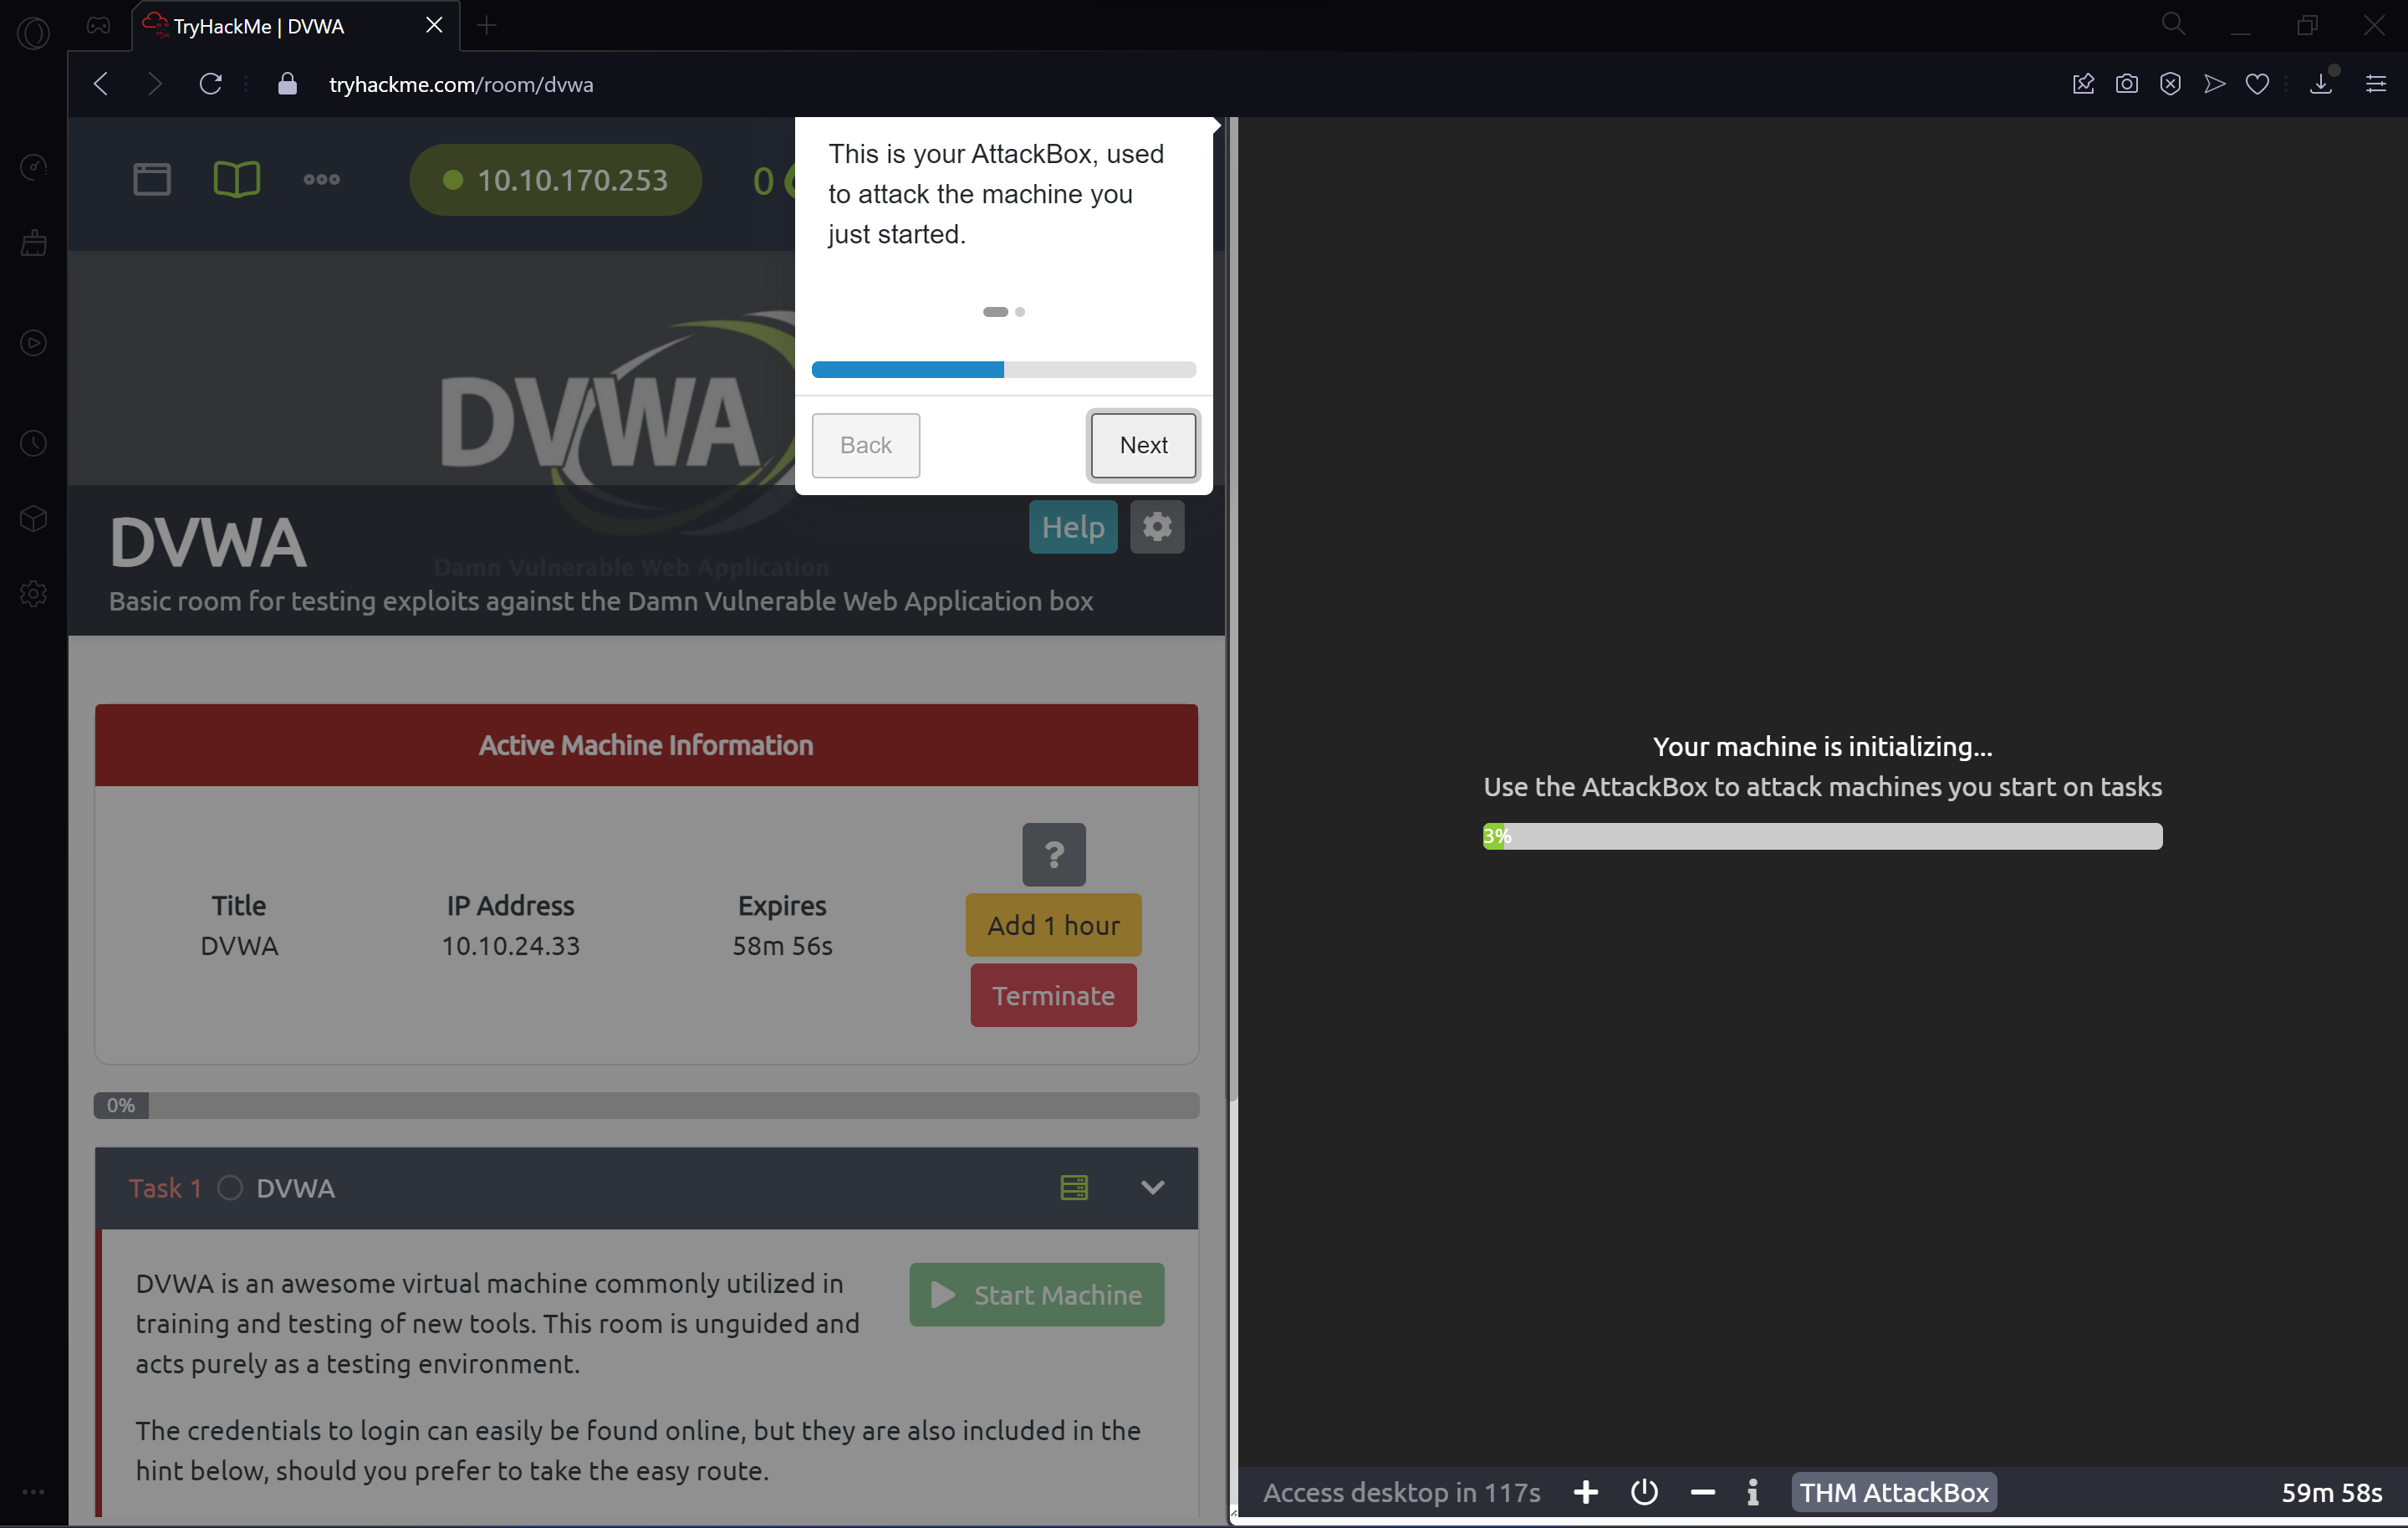 TryHackMe | DVWA
tryhackme.com/room/dvwa
10.10.170.253
0
This is your AttackBox, used
to attack the machine you
just started.
Back
Next
DVWA
Damn Vulnerable Web Application
DVWA
Help
Basic room for testing exploits against the Damn Vulnerable Web Application box
Active Machine Information
?
Title
IP Address
Expires
Add 1 hour
DVWA
10.10.24.33
58m 56s
Terminate
0%
Task 1
DVWA
Start Machine
DVWA is an awesome virtual machine commonly utilized in
training and testing of new tools. This room is unguided and
acts purely as a testing environment.
The credentials to login can easily be found online, but they are also included in the
hint below, should you prefer to take the easy route.
Your machine is initializing...
Use the AttackBox to attack machines you start on tasks
3%
Access desktop in 117s
THM AttackBox
59m 58s